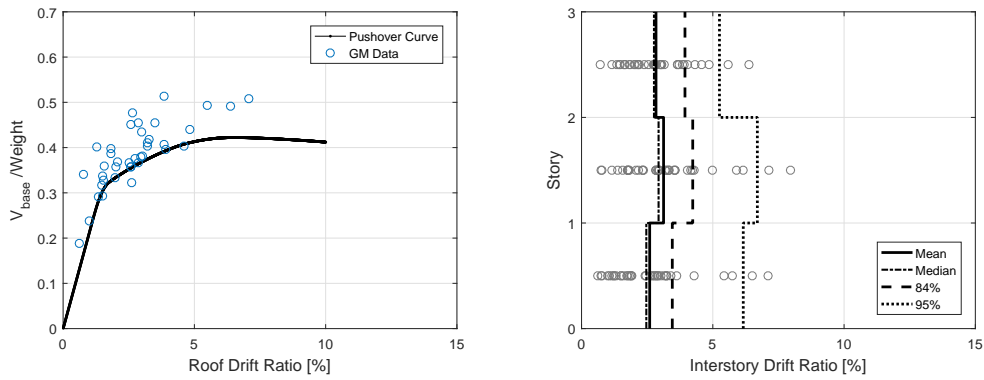 0.7
0.6
0.5
0.4
0.3
0.2
0.1
0
V_base /Weight
0 5 10 15
Roof Drift Ratio [%]
Pushover Curve
GM Data
3
2
1
0
Story
0 5 10 15
Interstory Drift Ratio [%]
Mean
Median
84%
95%